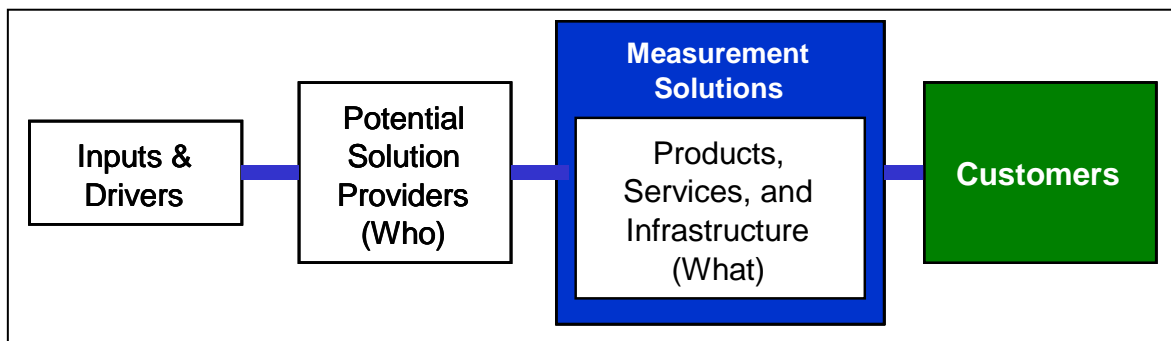 Inputs &
Drivers
Potential
Solution
Providers
(Who)
Measurement
Solutions
Products,
Services, and
Infrastructure
(What)
Customers